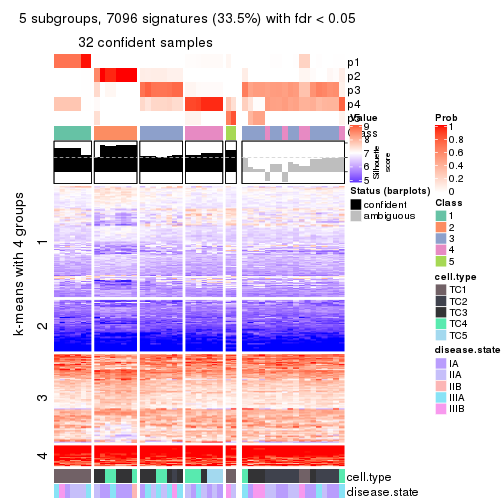 5 subgroups, 7096 signatures (33.5%) with fdr < 0.05
32 confident samples
p1
p2
p3
p4
Value
9
8
7
6
5
Silhouette
score
Status (barplots)
confident
ambiguous
k-means with 4 groups
1
2
3
4
cell.type
disease.state
Prob
1
0.8
0.6
0.4
0.2
0
Class
1
2
3
4
5
cell.type
TC1
TC2
TC3
TC4
TC5
disease.state
IA
IIA
IIB
IIIA
IIIB